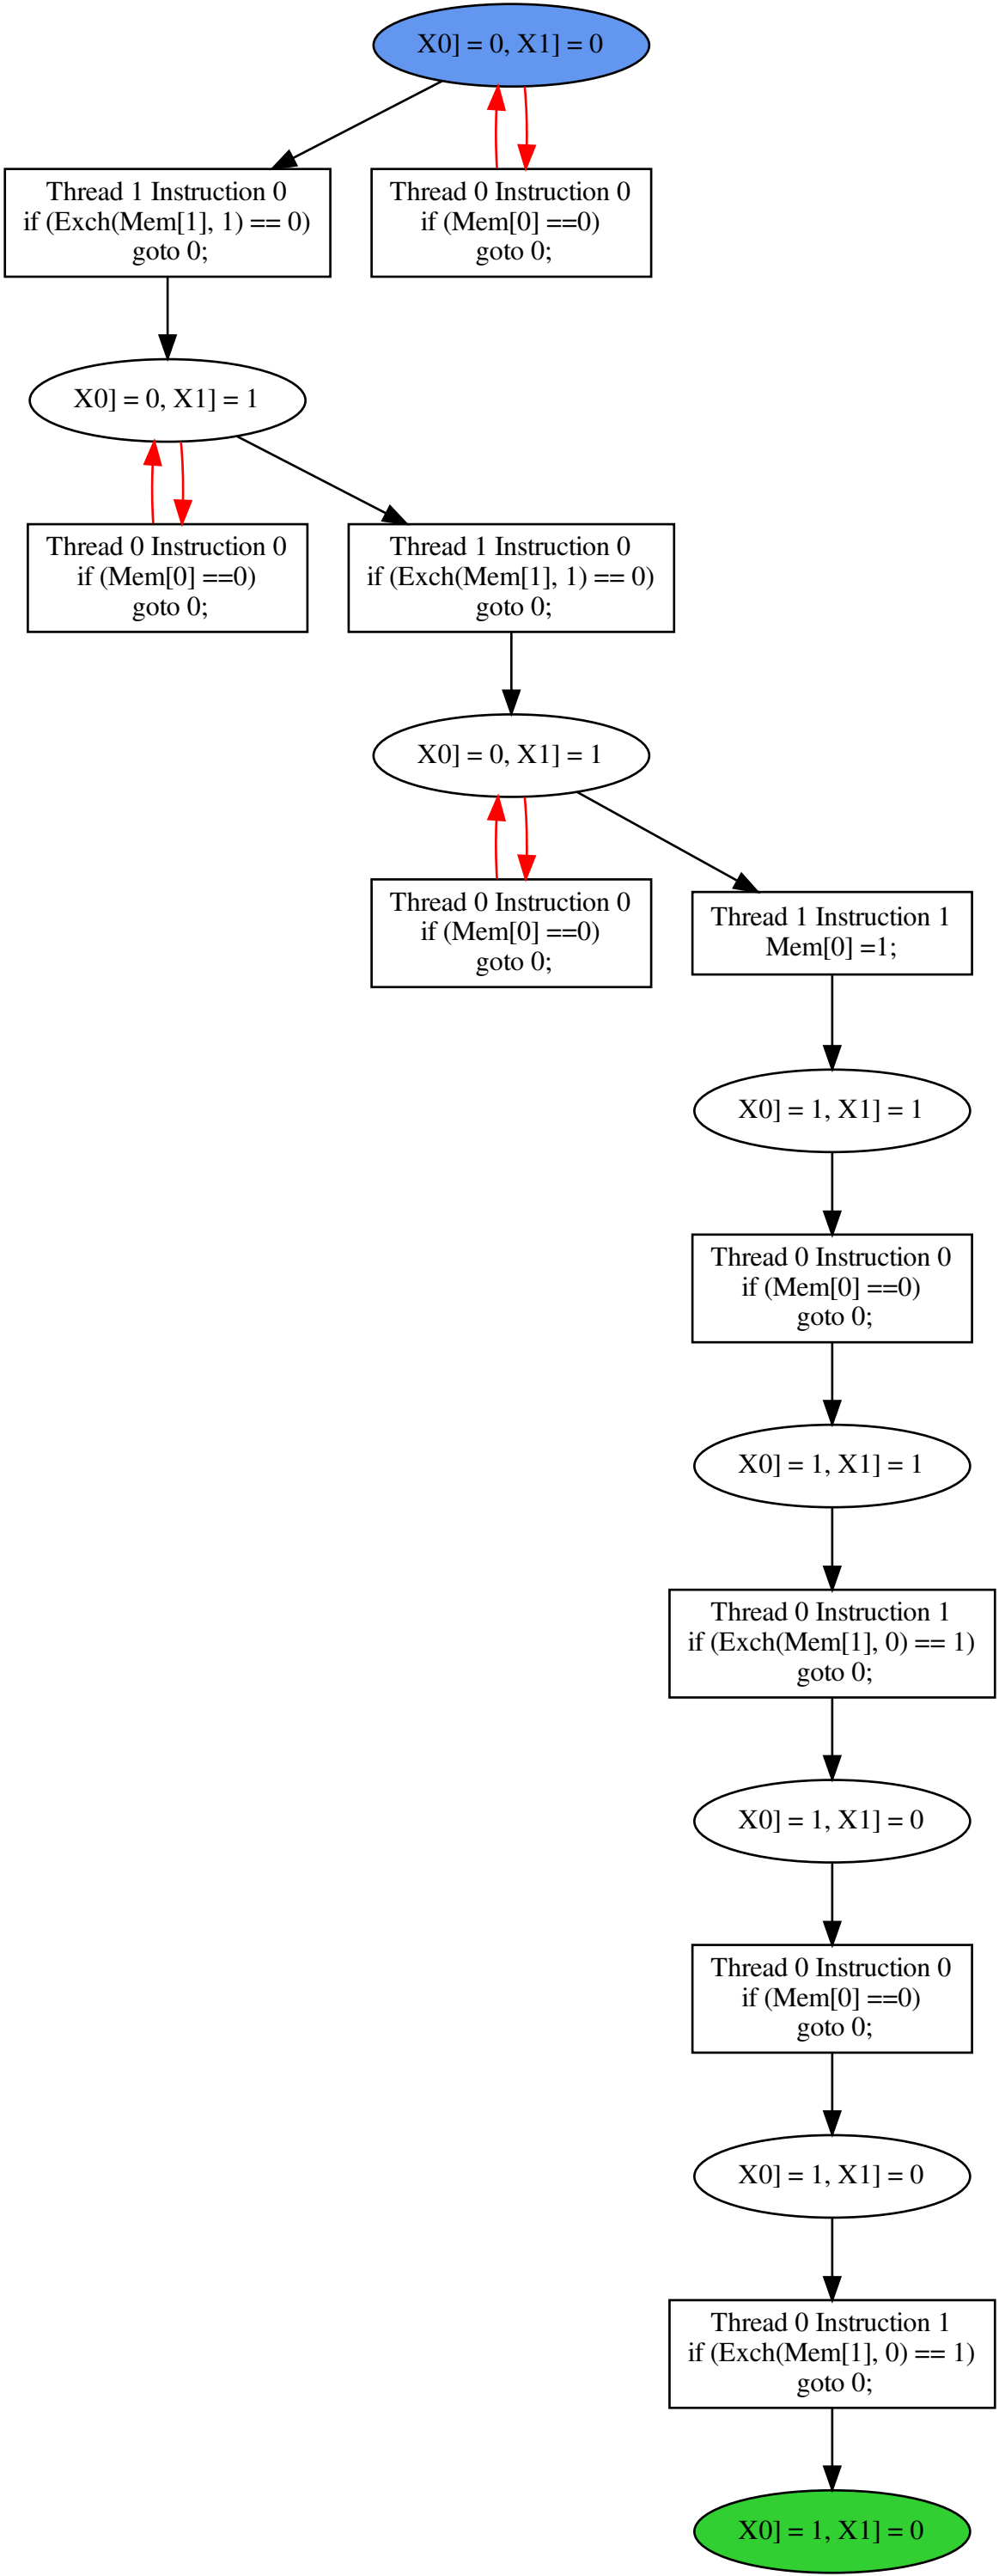 X0] = 0, X1] = 0
Thread 1 Instruction 0
if (Exch(Mem[1], 1) == 0)
goto 0;
Thread 0 Instruction 0
if (Mem[0] ==0)
goto 0;
X0] = 0, X1] = 1
Thread 0 Instruction 0
if (Mem[0] ==0)
goto 0;
Thread 1 Instruction 0
if (Exch(Mem[1], 1) == 0)
goto 0;
X0] = 0, X1] = 1
Thread 0 Instruction 0
if (Mem[0] ==0)
goto 0;
Thread 1 Instruction 1
Mem[0] =1;
X0] = 1, X1] = 1
Thread 0 Instruction 0
if (Mem[0] ==0)
goto 0;
X0] = 1, X1] = 1
Thread 0 Instruction 1
if (Exch(Mem[1], 0) == 1)
goto 0;
X0] = 1, X1] = 0
Thread 0 Instruction 0
if (Mem[0] ==0)
goto 0;
X0] = 1, X1] = 0
Thread 0 Instruction 1
if (Exch(Mem[1], 0) == 1)
goto 0;
X0] = 1, X1] = 0